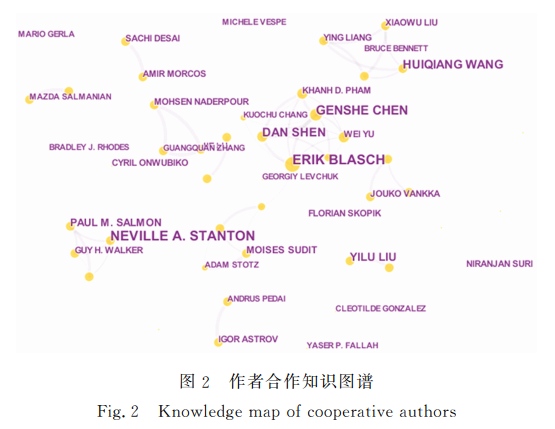 MICHELE VESPE
XIAOWU LIU
MARIO GERLA
SACHI DESAI
YING LIANG
BRUCE BENNETT
HUIQIANG WANG
AMIR MORCOS
KHANH D. PHAM
MAZDA SALMANIAN
MOHSEN NADERPOUR
GENSHE CHEN
KUOCHU CHANG
DAN SHEN
WEI YU
BRADLEY J. RHODES
GUANGQUAN ZHANG
CYRIL ONWUBIKO
ERIK BLASCH
GEORGIY LEVCHUK
JOUKO VANKKA
FLORIAN SKOPIK
PAUL M. SALMON
NEVILLE A. STANTON
GUY H. WALKER
MOISES SUDIT
YILU LIU
ADAM STOTZ
NIRANJAN SURI
ANDRUS PEDAI
CLEOTILDE GONZALEZ
IGOR ASTROV
YASER P. FALLAH
图 2 作者合作知识图谱
Fig. 2 Knowledge map of cooperative authors